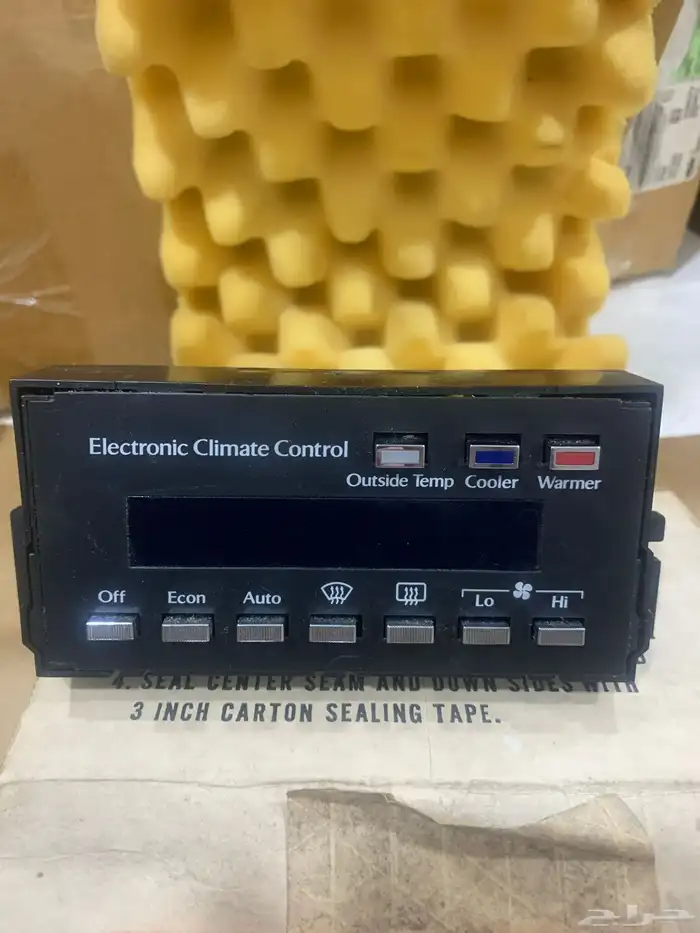 Electronic Climate Control
Outside Temp Cooler Warmer
Off Econ Auto Lo Hi
4. SEAL CENTER SEAM AND DOWN SIDES WITH
3 INCH CARTON SEALING TAPE.
حراج